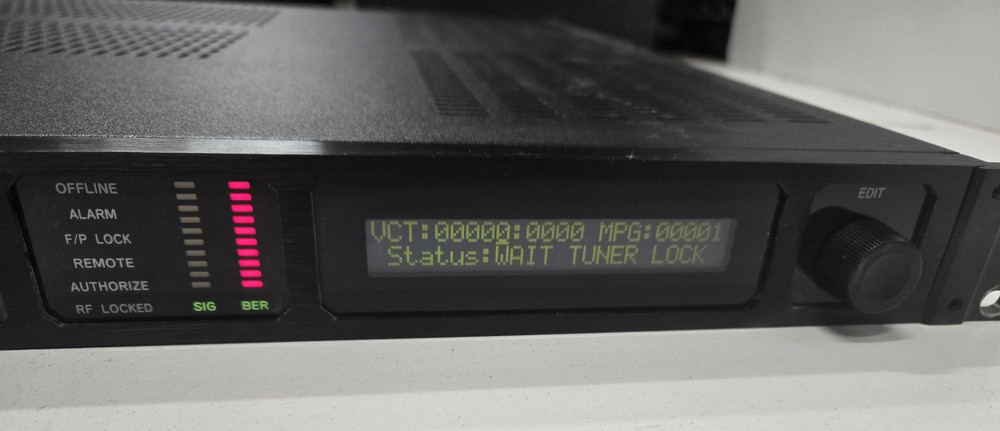 OFFLINE
ALARM
F/P LOCK
REMOTE
AUTHORIZE
RF LOCKED
SIG BER
VCT:00000:0000 MPG:00001
Status:WAIT TUNER LOCK
EDIT